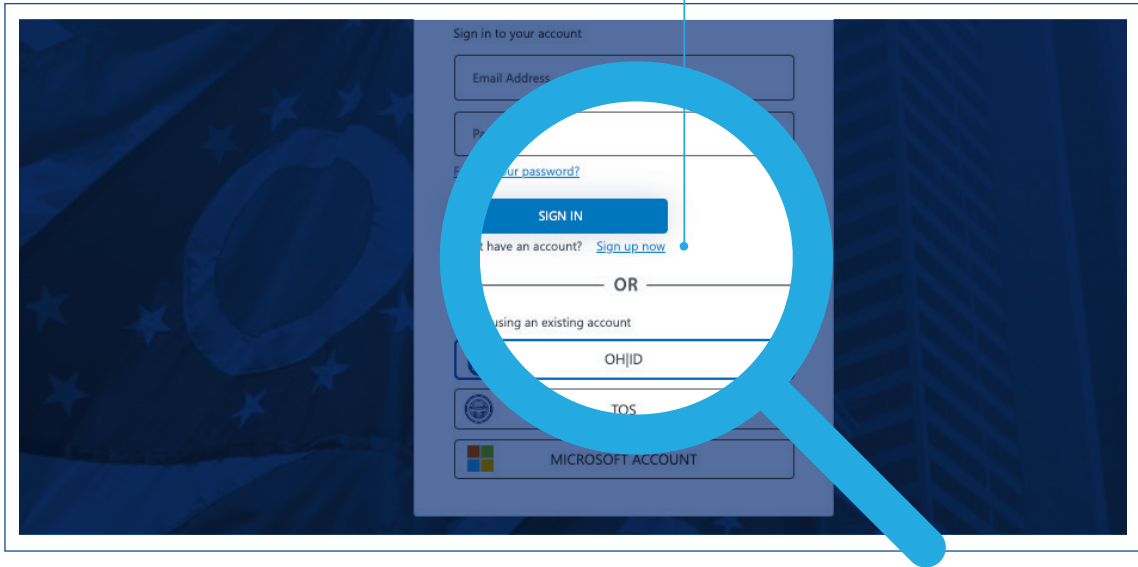 Sign in to your account
Email Address
Pa
ur password?
SIGN IN
t have an account? Sign up now
OR
using an existing account
OH|ID
TOS
MICROSOFT ACCOUNT